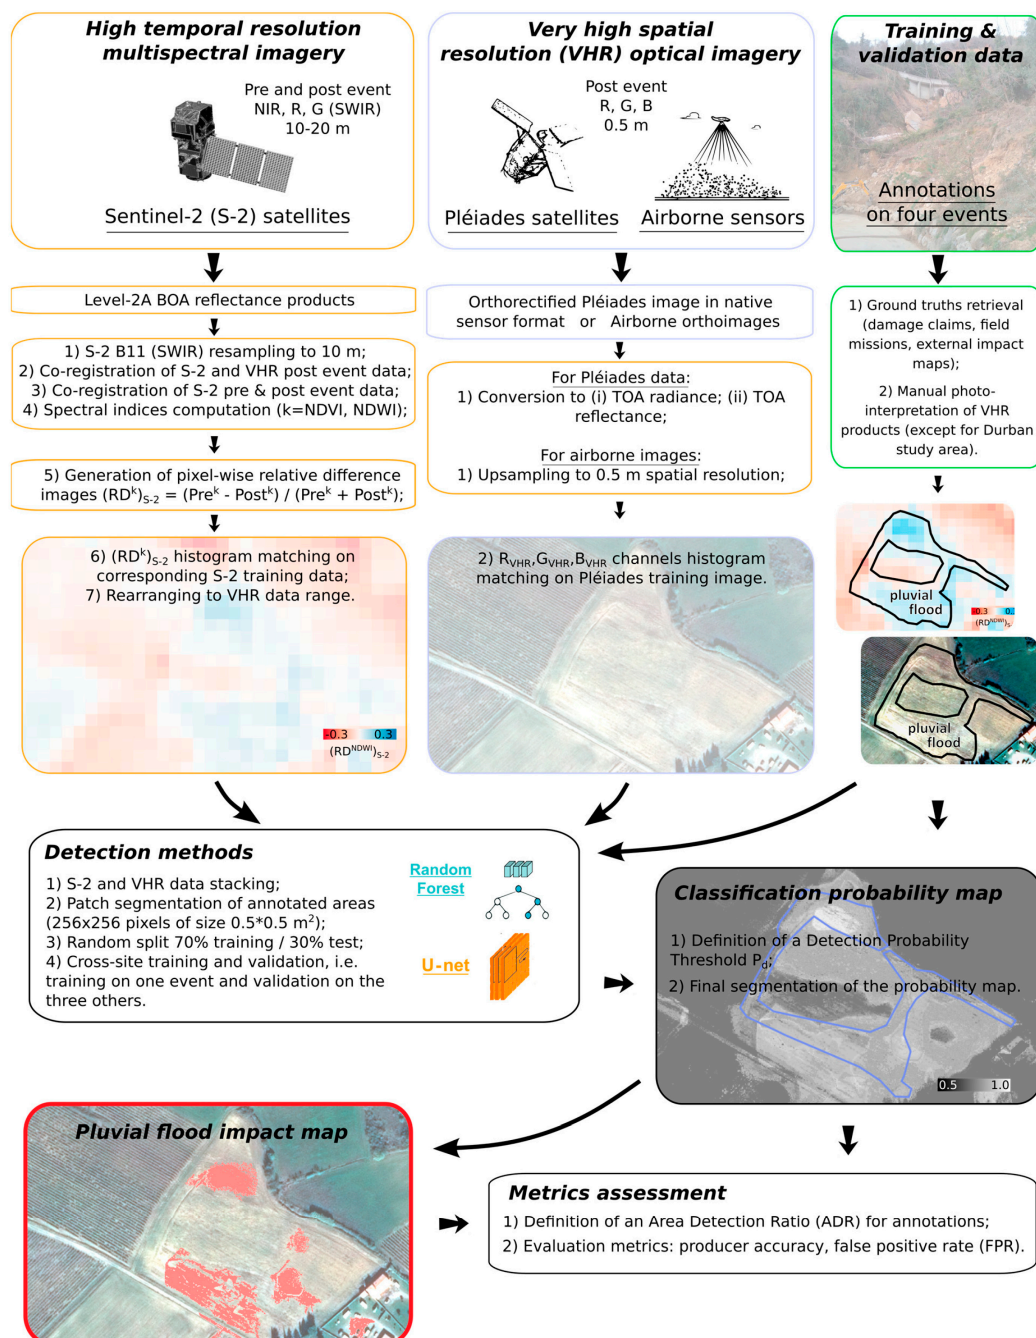 High temporal resolution
multispectral imagery
Pre and post event
NIR, R, G (SWIR)
10-20 m
Sentinel-2 (S-2) satellites
Level-2A BOA reflectance products
1) S-2 B11 (SWIR) resampling to 10 m;
2) Co-registration of S-2 and VHR post event data;
3) Co-registration of S-2 pre & post event data;
4) Spectral indices computation (k=NDVI, NDWI);
5) Generation of pixel-wise relative difference
images (RDᵏ)S-2 = (Preᵏ - Postᵏ) / (Preᵏ + Postᵏ);
6) (RDᵏ)S-2 histogram matching on
corresponding S-2 training data;
7) Rearranging to VHR data range.
-0.3 0.3
(RD^NDWI)S-2
Very high spatial
resolution (VHR) optical imagery
Post event
R, G, B
0.5 m
Pléiades satellites
Airborne sensors
Orthorectified Pléiades image in native
sensor format or Airborne orthoimages
For Pléiades data:
1) Conversion to (i) TOA radiance; (ii) TOA
reflectance;
For airborne images:
1) Upsampling to 0.5 m spatial resolution;
2) RVHR,GVHR,BVHR channels histogram
matching on Pléiades training image.
Training &
validation data
Annotations
on four events
1) Ground truths retrieval
(damage claims, field
missions, external impact
maps);
2) Manual photo-
interpretation of VHR
products (except for Durban
study area).
pluvial
flood
-0.3 0.
(RD^NDWI)S-
pluvial
flood
Detection methods
1) S-2 and VHR data stacking;
2) Patch segmentation of annotated areas
(256x256 pixels of size 0.5*0.5 m²);
3) Random split 70% training / 30% test;
4) Cross-site training and validation, i.e.
training on one event and validation on the
three others.
Random
Forest
U-net
Classification probability map
1) Definition of a Detection Probability
Threshold Pd;
2) Final segmentation of the probability map.
0.5 1.0
Pluvial flood impact map
Metrics assessment
1) Definition of an Area Detection Ratio (ADR) for annotations;
2) Evaluation metrics: producer accuracy, false positive rate (FPR).